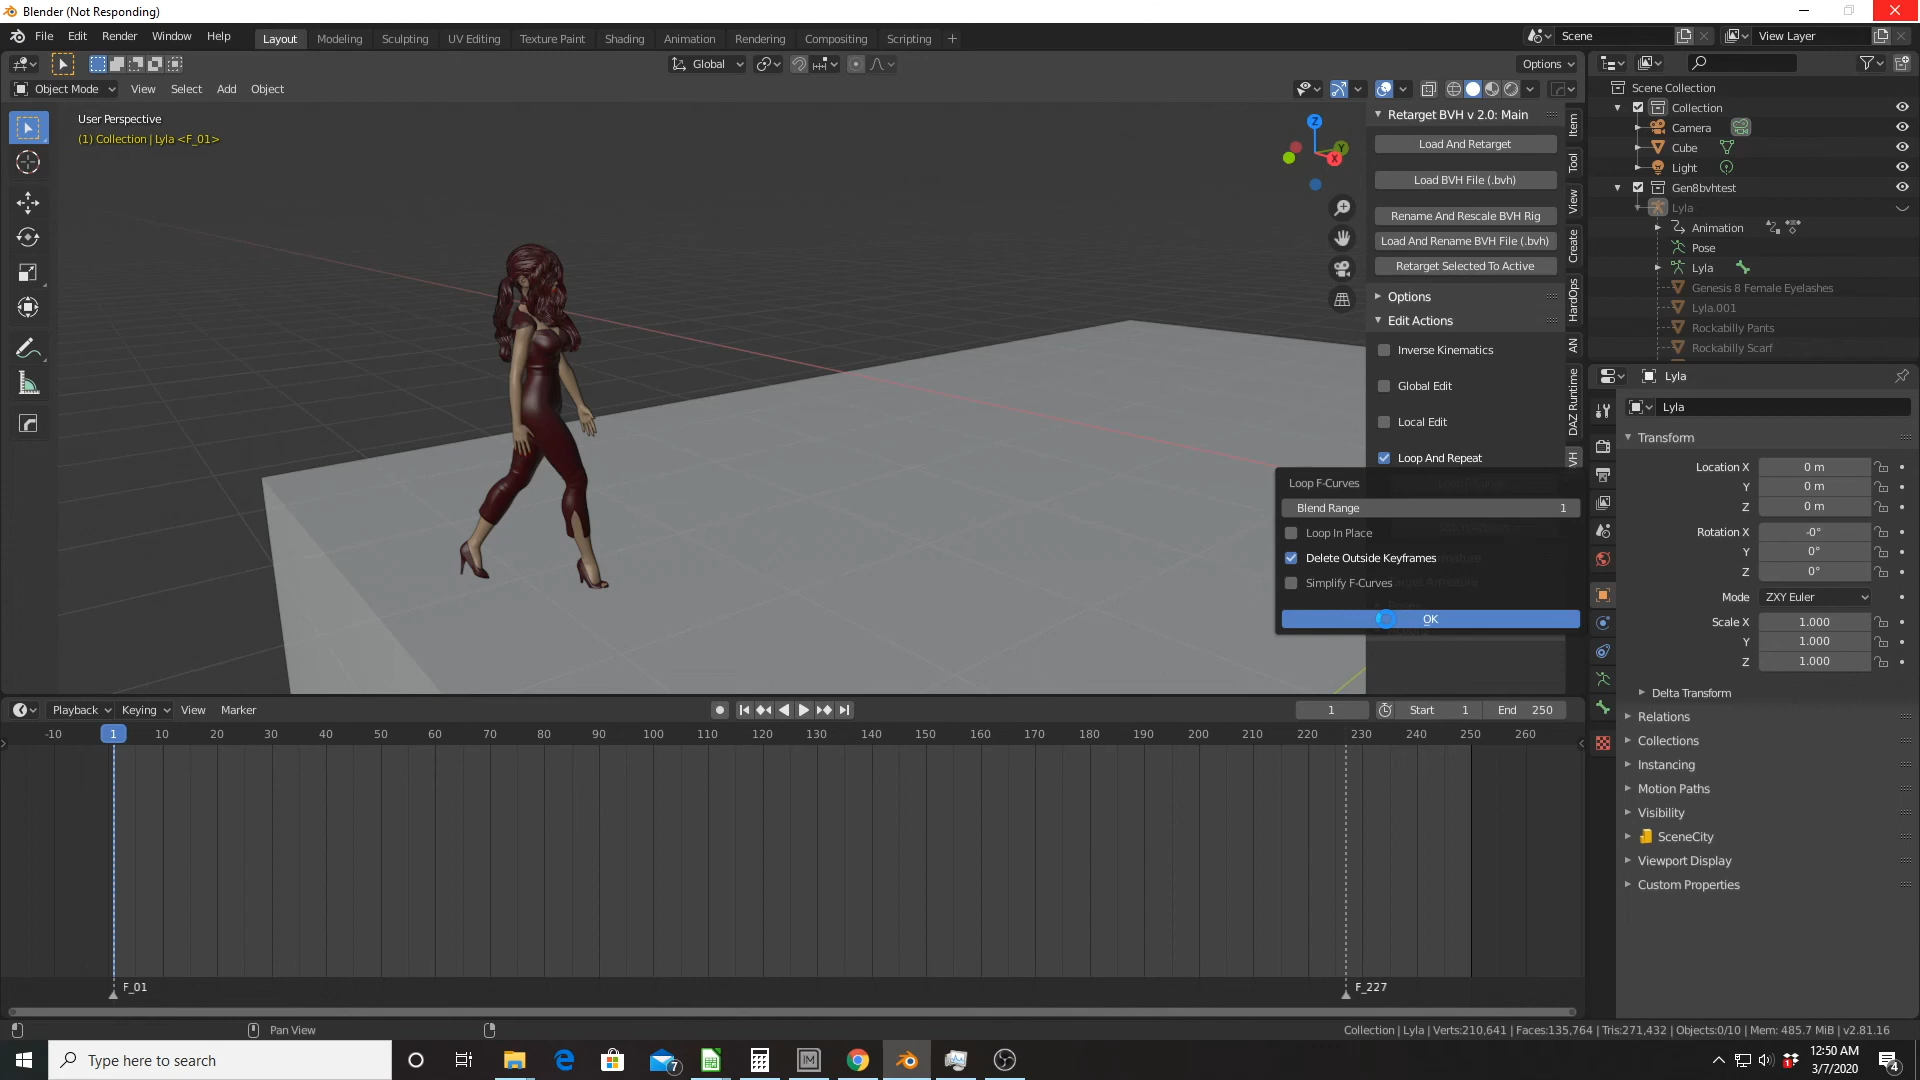 Blender (Not Responding)
File Edit Render Window Help
Layout Modeling Sculpting UV Editing Texture Paint Shading Animation Rendering Compositing Scripting +
Scene
View Layer
Global
Options
Object Mode View Select Add Object
User Perspective
(1) Collection | Lyla <F_01>
Z
Y
X
Retarget BVH v 2.0: Main
Load And Retarget
Load BVH File (.bvh)
Rename And Rescale BVH Rig
Load And Rename BVH File (.bvh)
Retarget Selected To Active
Options
Edit Actions
Inverse Kinematics
Global Edit
Local Edit
Loop And Repeat
Loop F-Curves
Blend Range 1
Loop In Place
Delete Outside Keyframes
Simplify F-Curves
OK
Item
Tool
View
Create
HardOps
AN
DAZ Runtime
Scene Collection
Collection
Camera
Cube
Light
Gen8bvhtest
Lyla
Animation
Pose
Lyla
Genesis 8 Female Eyelashes
Lyla.001
Rockabilly Pants
Rockabilly Scarf
Lyla
Lyla
Transform
Location X 0 m
Y 0 m
Z 0 m
Rotation X -0°
Y 0°
Z 0°
Mode ZXY Euler
Scale X 1.000
Y 1.000
Z 1.000
Delta Transform
Relations
Collections
Instancing
Motion Paths
Visibility
SceneCity
Viewport Display
Custom Properties
Playback Keying View Marker
1 Start 1 End 250
-10 1 10 20 30 40 50 60 70 80 90 100 110 120 130 140 150 160 170 180 190 200 210 220 230 240 250 260
F_01 F_227
Pan View
Collection | Lyla | Verts:210,641 | Faces:135,764 | Tris:271,432 | Objects:0/10 | Mem: 485.7 MiB | v2.81.16
Type here to search
7
1
12:50 AM
3/7/2020
4